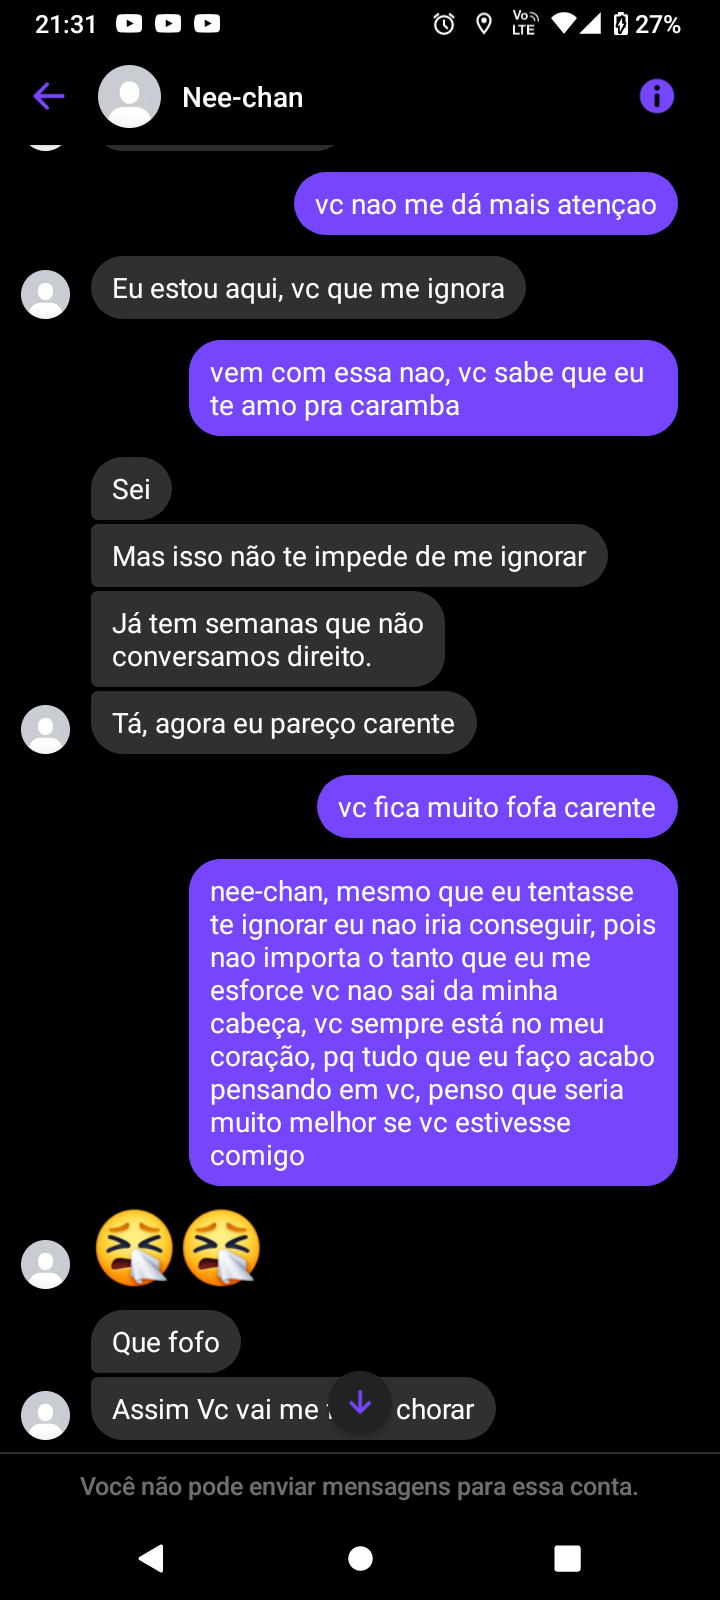 21:31
Vo
LTE
27%
Nee-chan
vc nao me dá mais atençao
Eu estou aqui, vc que me ignora
vem com essa nao, vc sabe que eu
te amo pra caramba
Sei
Mas isso não te impede de me ignorar
Já tem semanas que não
conversamos direito.
Tá, agora eu pareço carente
vc fica muito fofa carente
nee-chan, mesmo que eu tentasse
te ignorar eu nao iria conseguir, pois
nao importa o tanto que eu me
esforce vc nao sai da minha
cabeça, vc sempre está no meu
coração, pq tudo que eu faço acabo
pensando em vc, penso que seria
muito melhor se vc estivesse
comigo
Que fofo
Assim Vc vai me chorar
Você não pode enviar mensagens para essa conta.